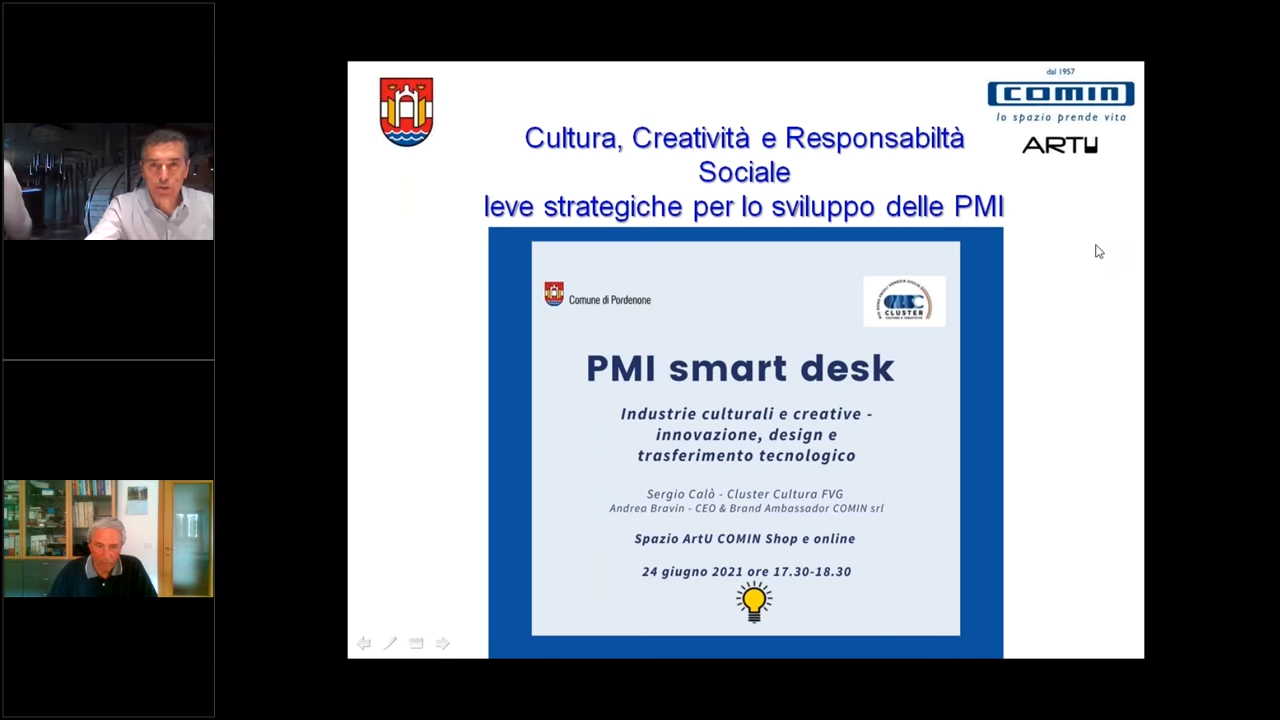 dal 1957
COMIN
lo spazio prende vita
ARTU
Cultura, Creatività e Responsabiltà
Sociale
leve strategiche per lo sviluppo delle PMI
Comune di Pordenone
CLUSTER
PMI smart desk
Industrie culturali e creative -
innovazione, design e
trasferimento tecnologico
Sergio Calò - Cluster Cultura FVG
Andrea Bravin - CEO & Brand Ambassador COMIN srl
Spazio ArtU COMIN Shop e online
24 giugno 2021 ore 17.30-18.30